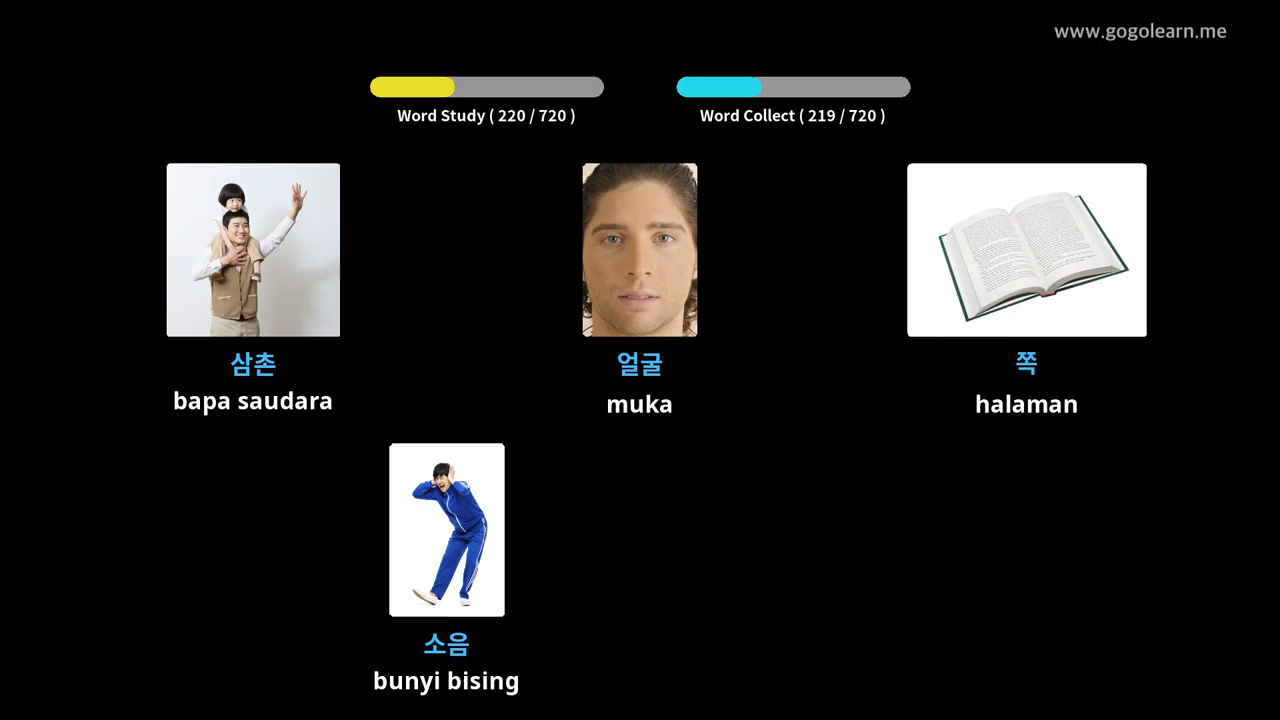 www.gogolearn.me
Word Study ( 220 / 720 )
Word Collect ( 219 / 720 )
삼촌
bapa saudara
얼굴
muka
쪽
halaman
소음
bunyi bising